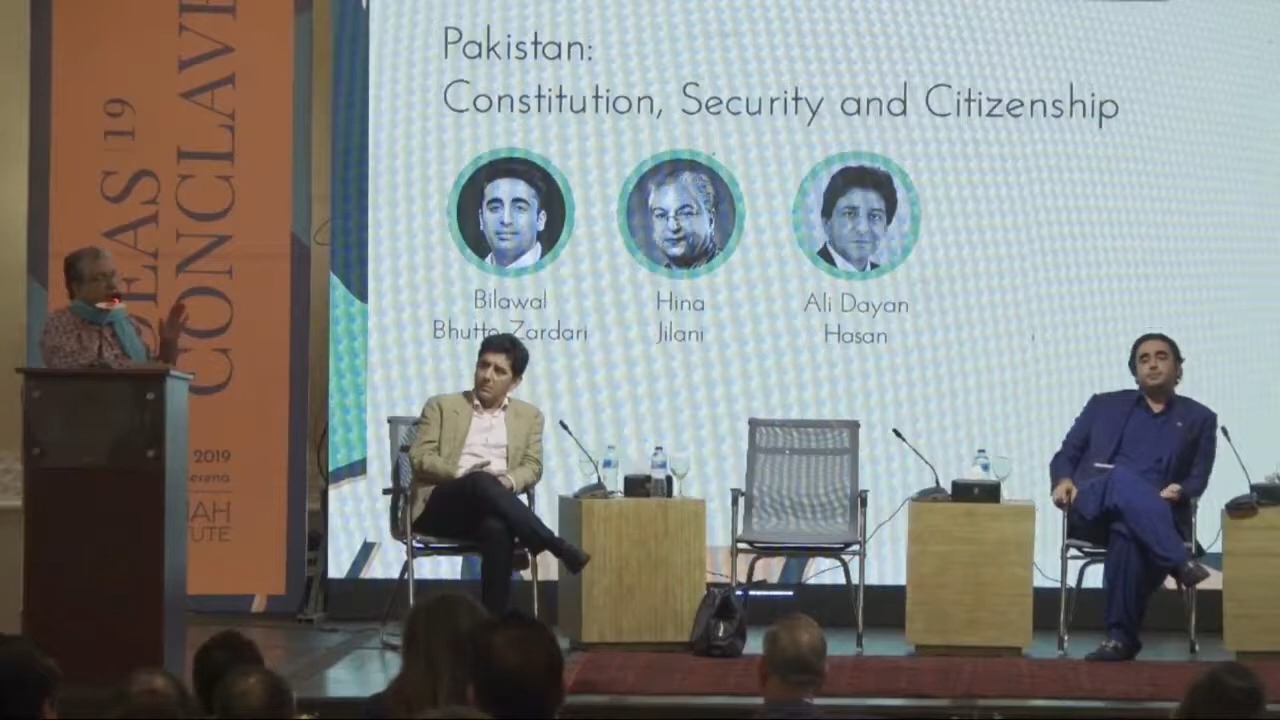 Pakistan:
Constitution, Security and Citizenship
Bilawal
Bhutto Zardari
Hina
Jilani
Ali Dayan
Hasan
EAS '19
CONCLAVE
2019
erena
AH
UTE